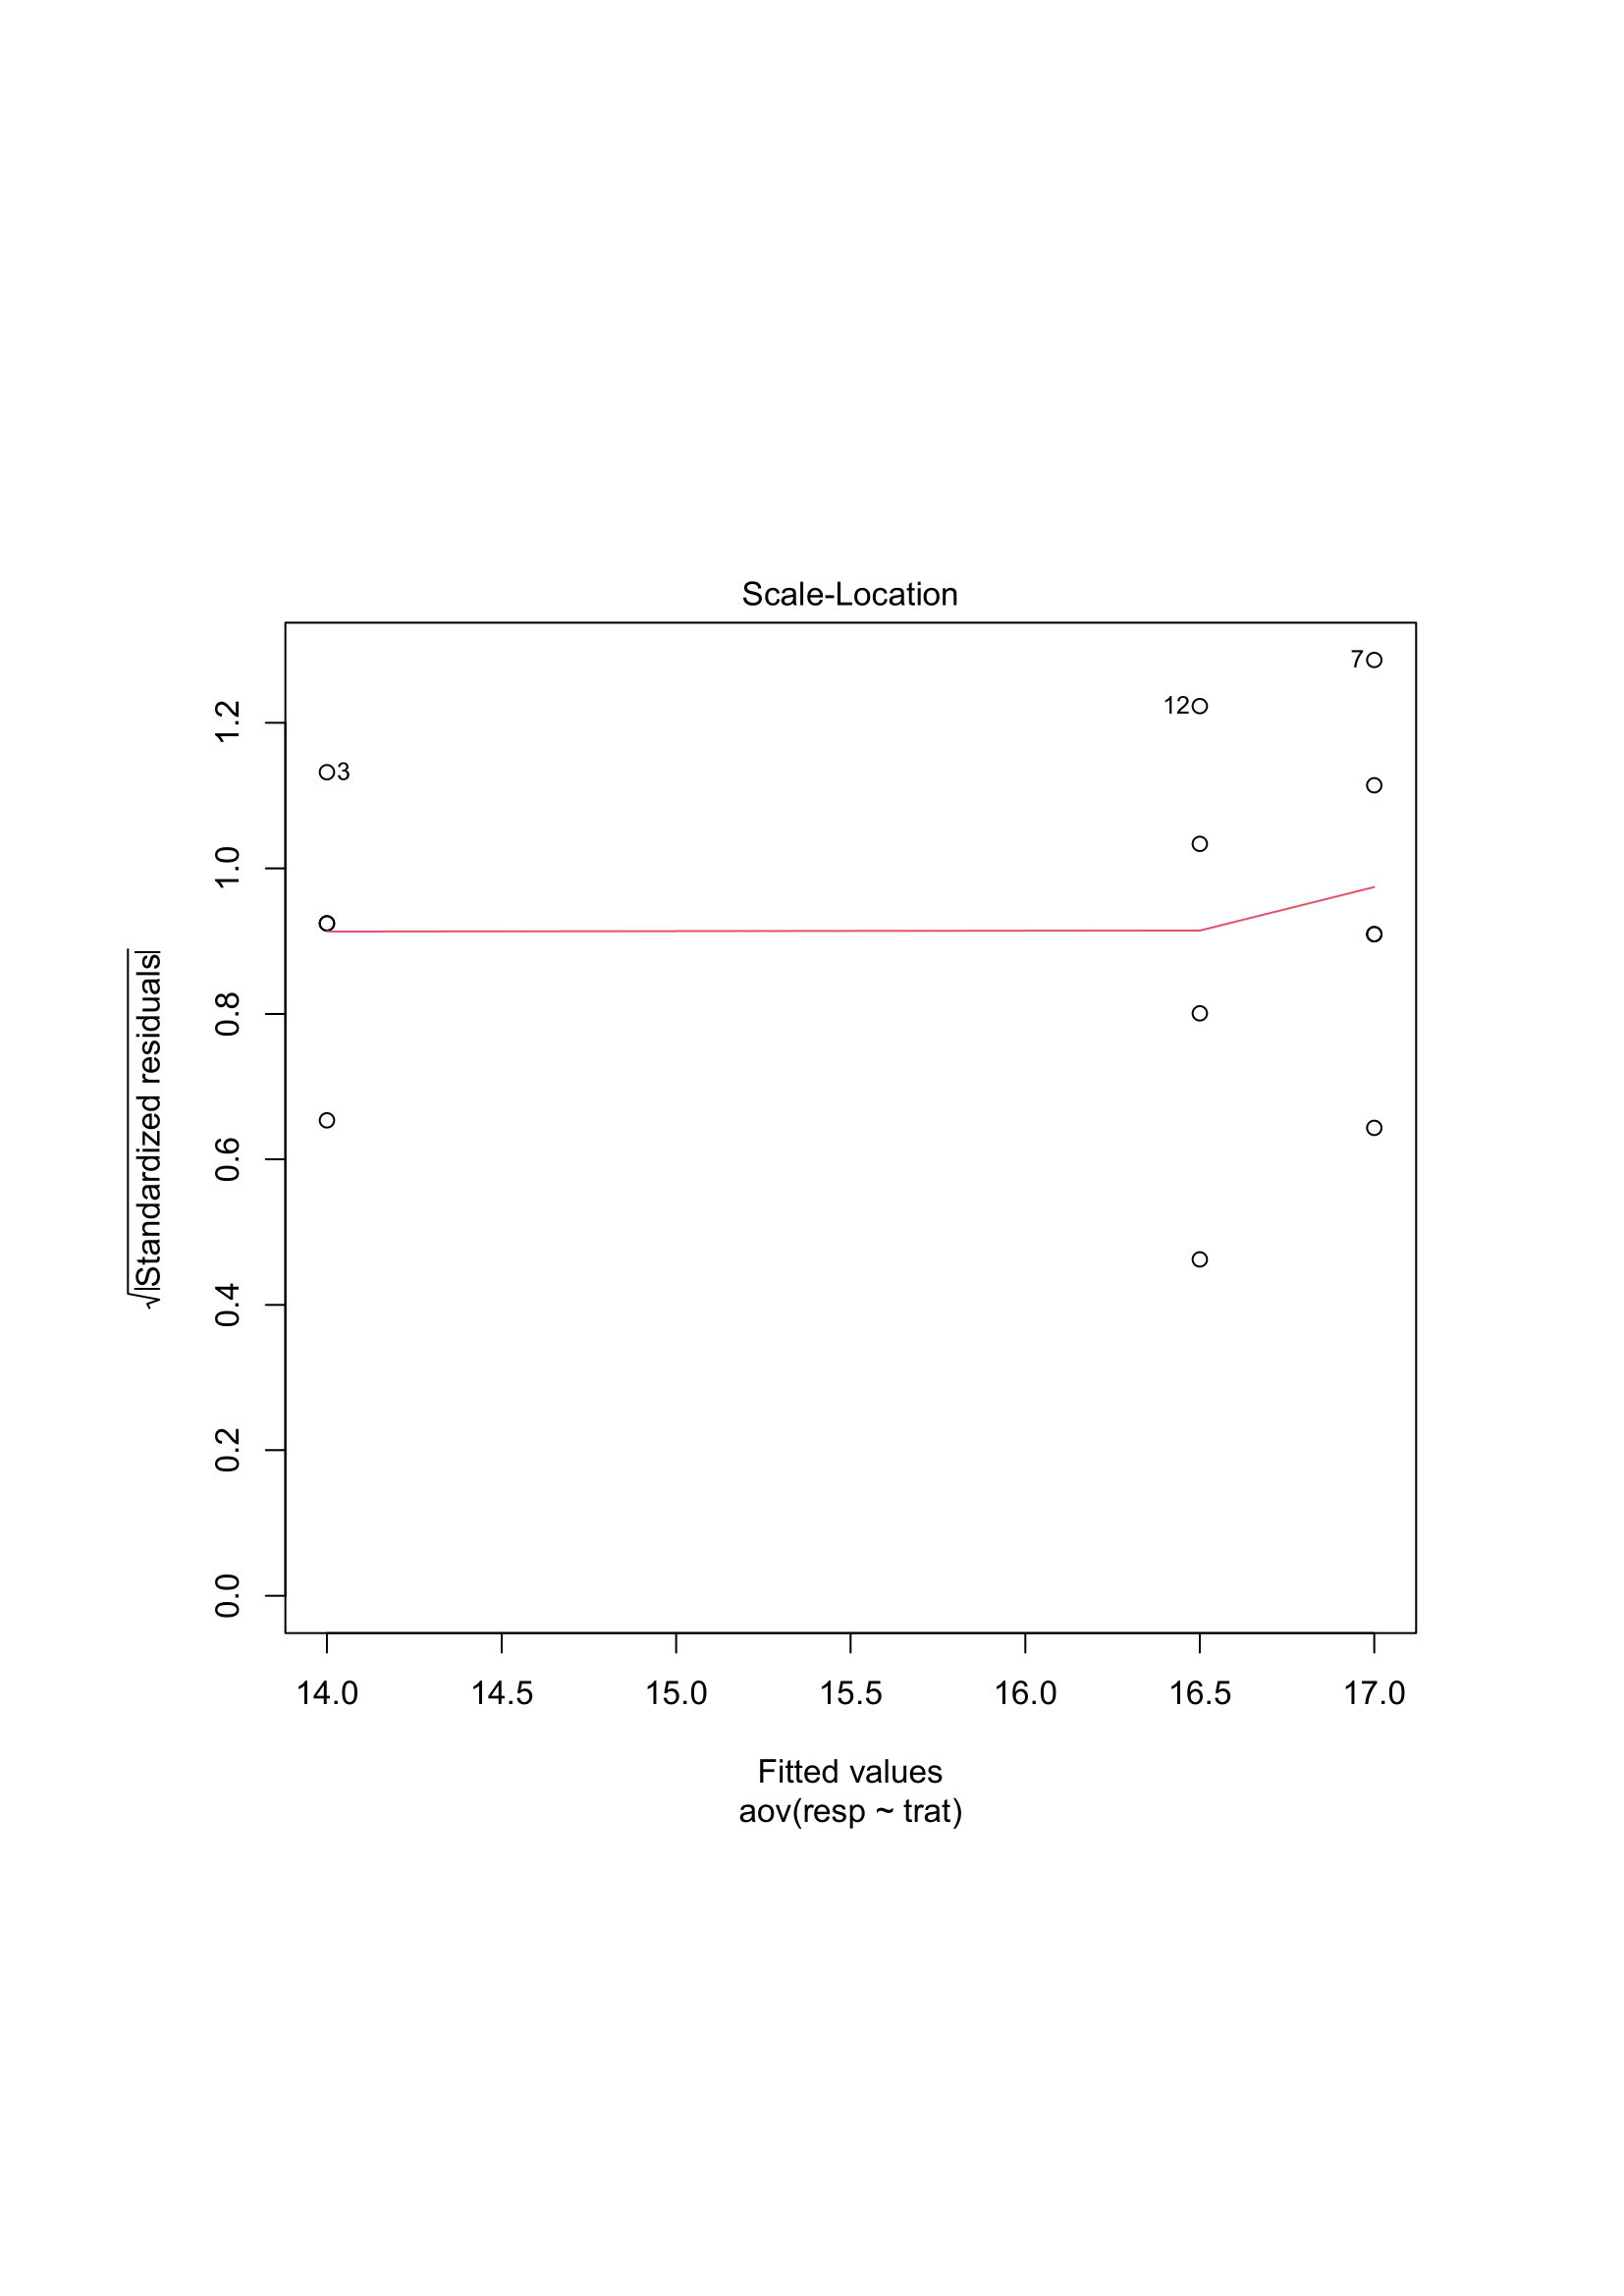 Scale-Location
√|Standardized residuals|
1.2
1.0
0.8
0.6
0.4
0.2
0.0
7
12
3
14.0 14.5 15.0 15.5 16.0 16.5 17.0
Fitted values
aov(resp ~ trat)